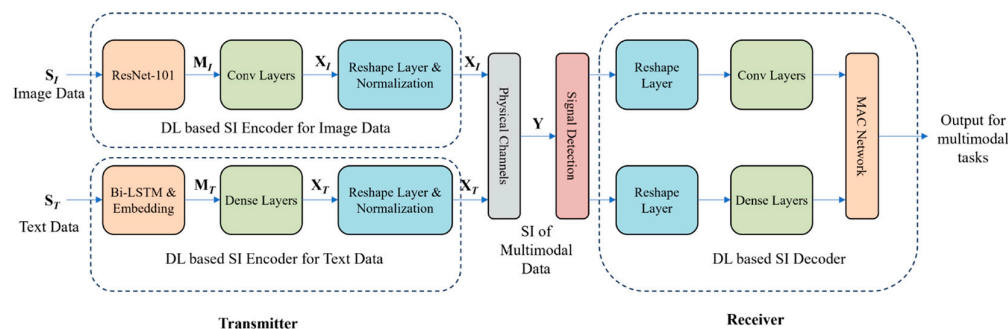 S_I
Image Data
ResNet-101
M_I
Conv Layers
X_I
Reshape Layer &
Normalization
X_I
DL based SI Encoder for Image Data
S_T
Text Data
Bi-LSTM &
Embedding
M_T
Dense Layers
X_T
Reshape Layer &
Normalization
X_T
DL based SI Encoder for Text Data
Transmitter
Physical Channels
Y
Signal Detection
SI of
Multimodal
Data
Reshape
Layer
Conv Layers
Reshape
Layer
Dense Layers
MAC Network
DL based SI Decoder
Output for
multimodal
tasks
Receiver